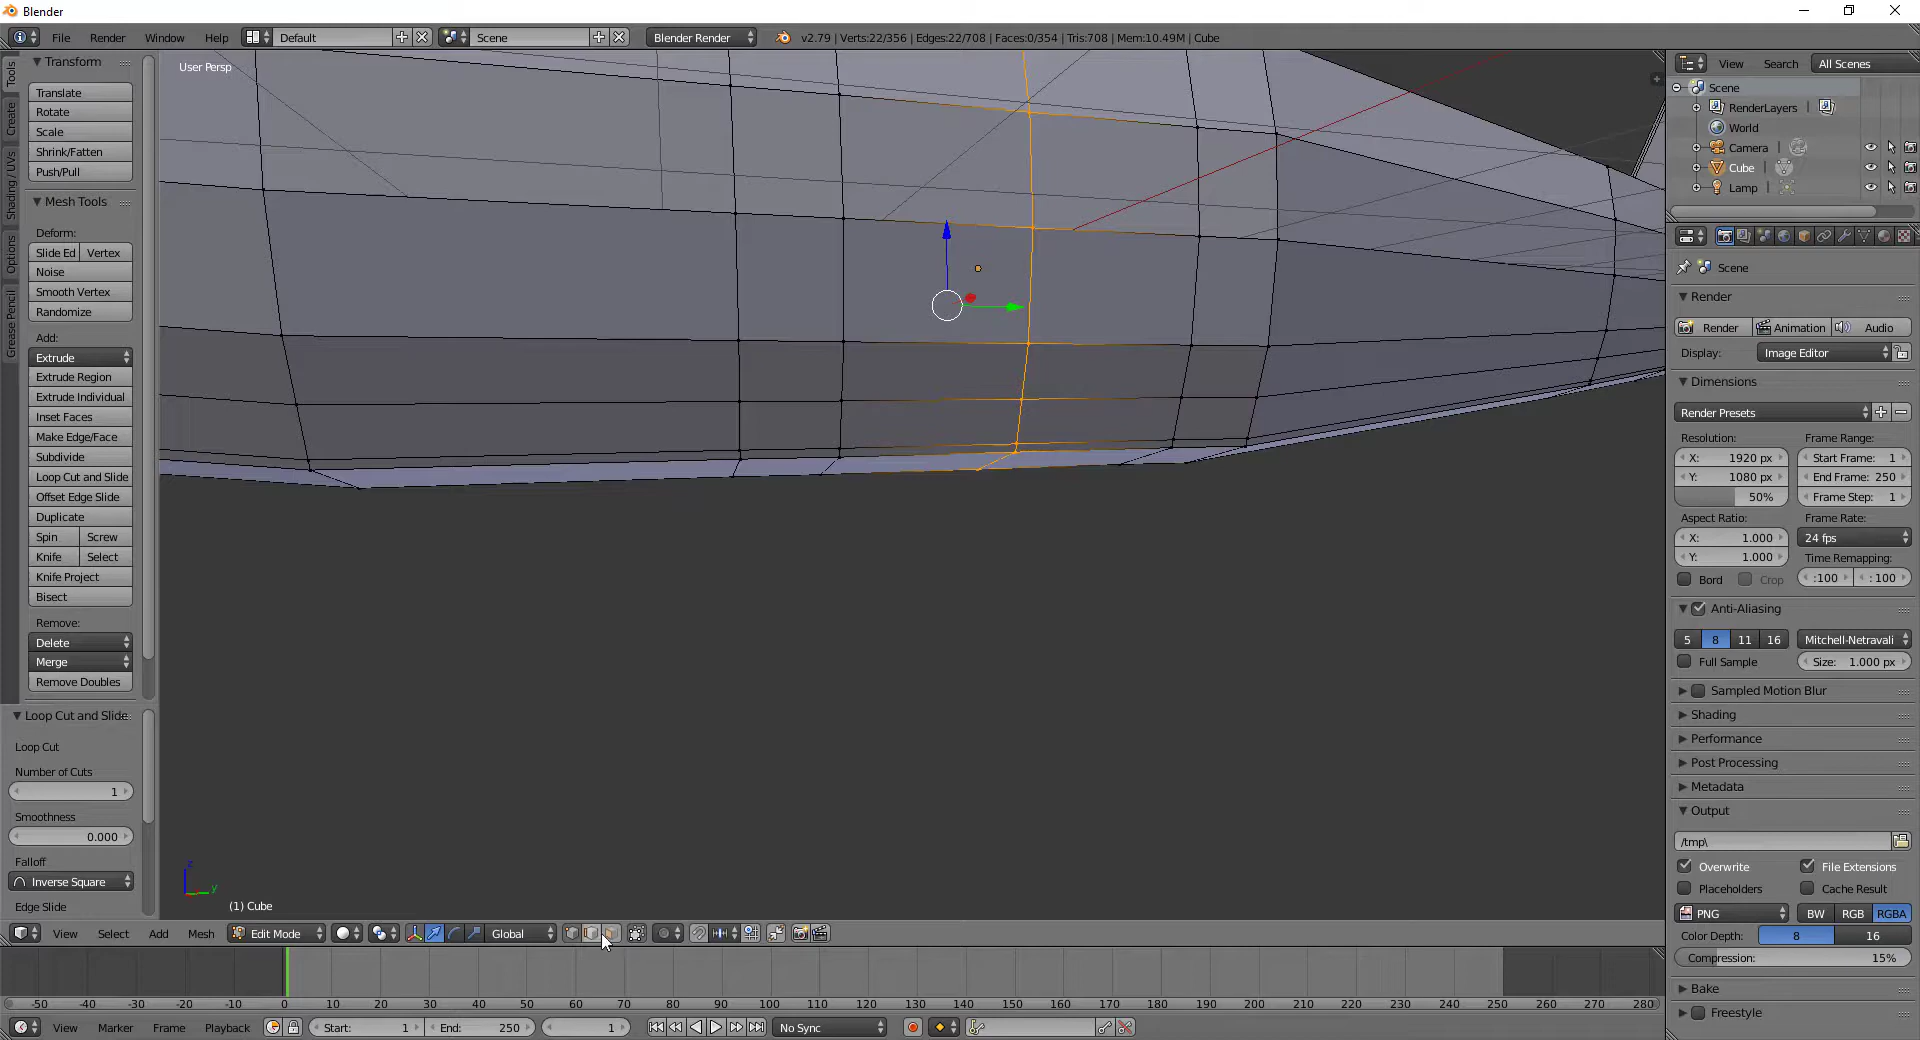 Blender
File Render Window Help Default Scene Blender Render v2.79 | Verts:22/356 | Edges:22/708 | Faces:0/354 | Tris:708 | Mem:10.49M | Cube
Tools
Create
Shading / UVs
Options
Grease Pencil
Transform
Translate
Rotate
Scale
Shrink/Fatten
Push/Pull
Mesh Tools
Deform:
Slide Ed Vertex
Noise
Smooth Vertex
Randomize
Add:
Extrude
Extrude Region
Extrude Individual
Inset Faces
Make Edge/Face
Subdivide
Loop Cut and Slide
Offset Edge Slide
Duplicate
Spin Screw
Knife Select
Knife Project
Bisect
Remove:
Delete
Merge
Remove Doubles
Loop Cut and Slide
Loop Cut
Number of Cuts
1
Smoothness
0.000
Falloff
Inverse Square
Edge Slide
User Persp
z
y
(1) Cube
View Select Add Mesh Edit Mode Global
-50 -40 -30 -20 -10 0 10 20 30 40 50 60 70 80 90 100 110 120 130 140 150 160 170 180 190 200 210 220 230 240 250 260 270 280
View Marker Frame Playback Start: 1 End: 250 1 No Sync
View Search All Scenes
Scene
RenderLayers
World
Camera
Cube
Lamp
Scene
Render
Render Animation Audio
Display: Image Editor
Dimensions
Render Presets
Resolution: Frame Range:
X: 1920 px Start Frame: 1
Y: 1080 px End Frame: 250
50% Frame Step: 1
Aspect Ratio: Frame Rate:
X: 1.000 24 fps
Y: 1.000 Time Remapping:
Bord Crop :100 : 100
Anti-Aliasing
5 8 11 16 Mitchell-Netravali
Full Sample Size: 1.000 px
Sampled Motion Blur
Shading
Performance
Post Processing
Metadata
Output
/tmp\
Overwrite File Extensions
Placeholders Cache Result
PNG BW RGB RGBA
Color Depth: 8 16
Compression: 15%
Bake
Freestyle